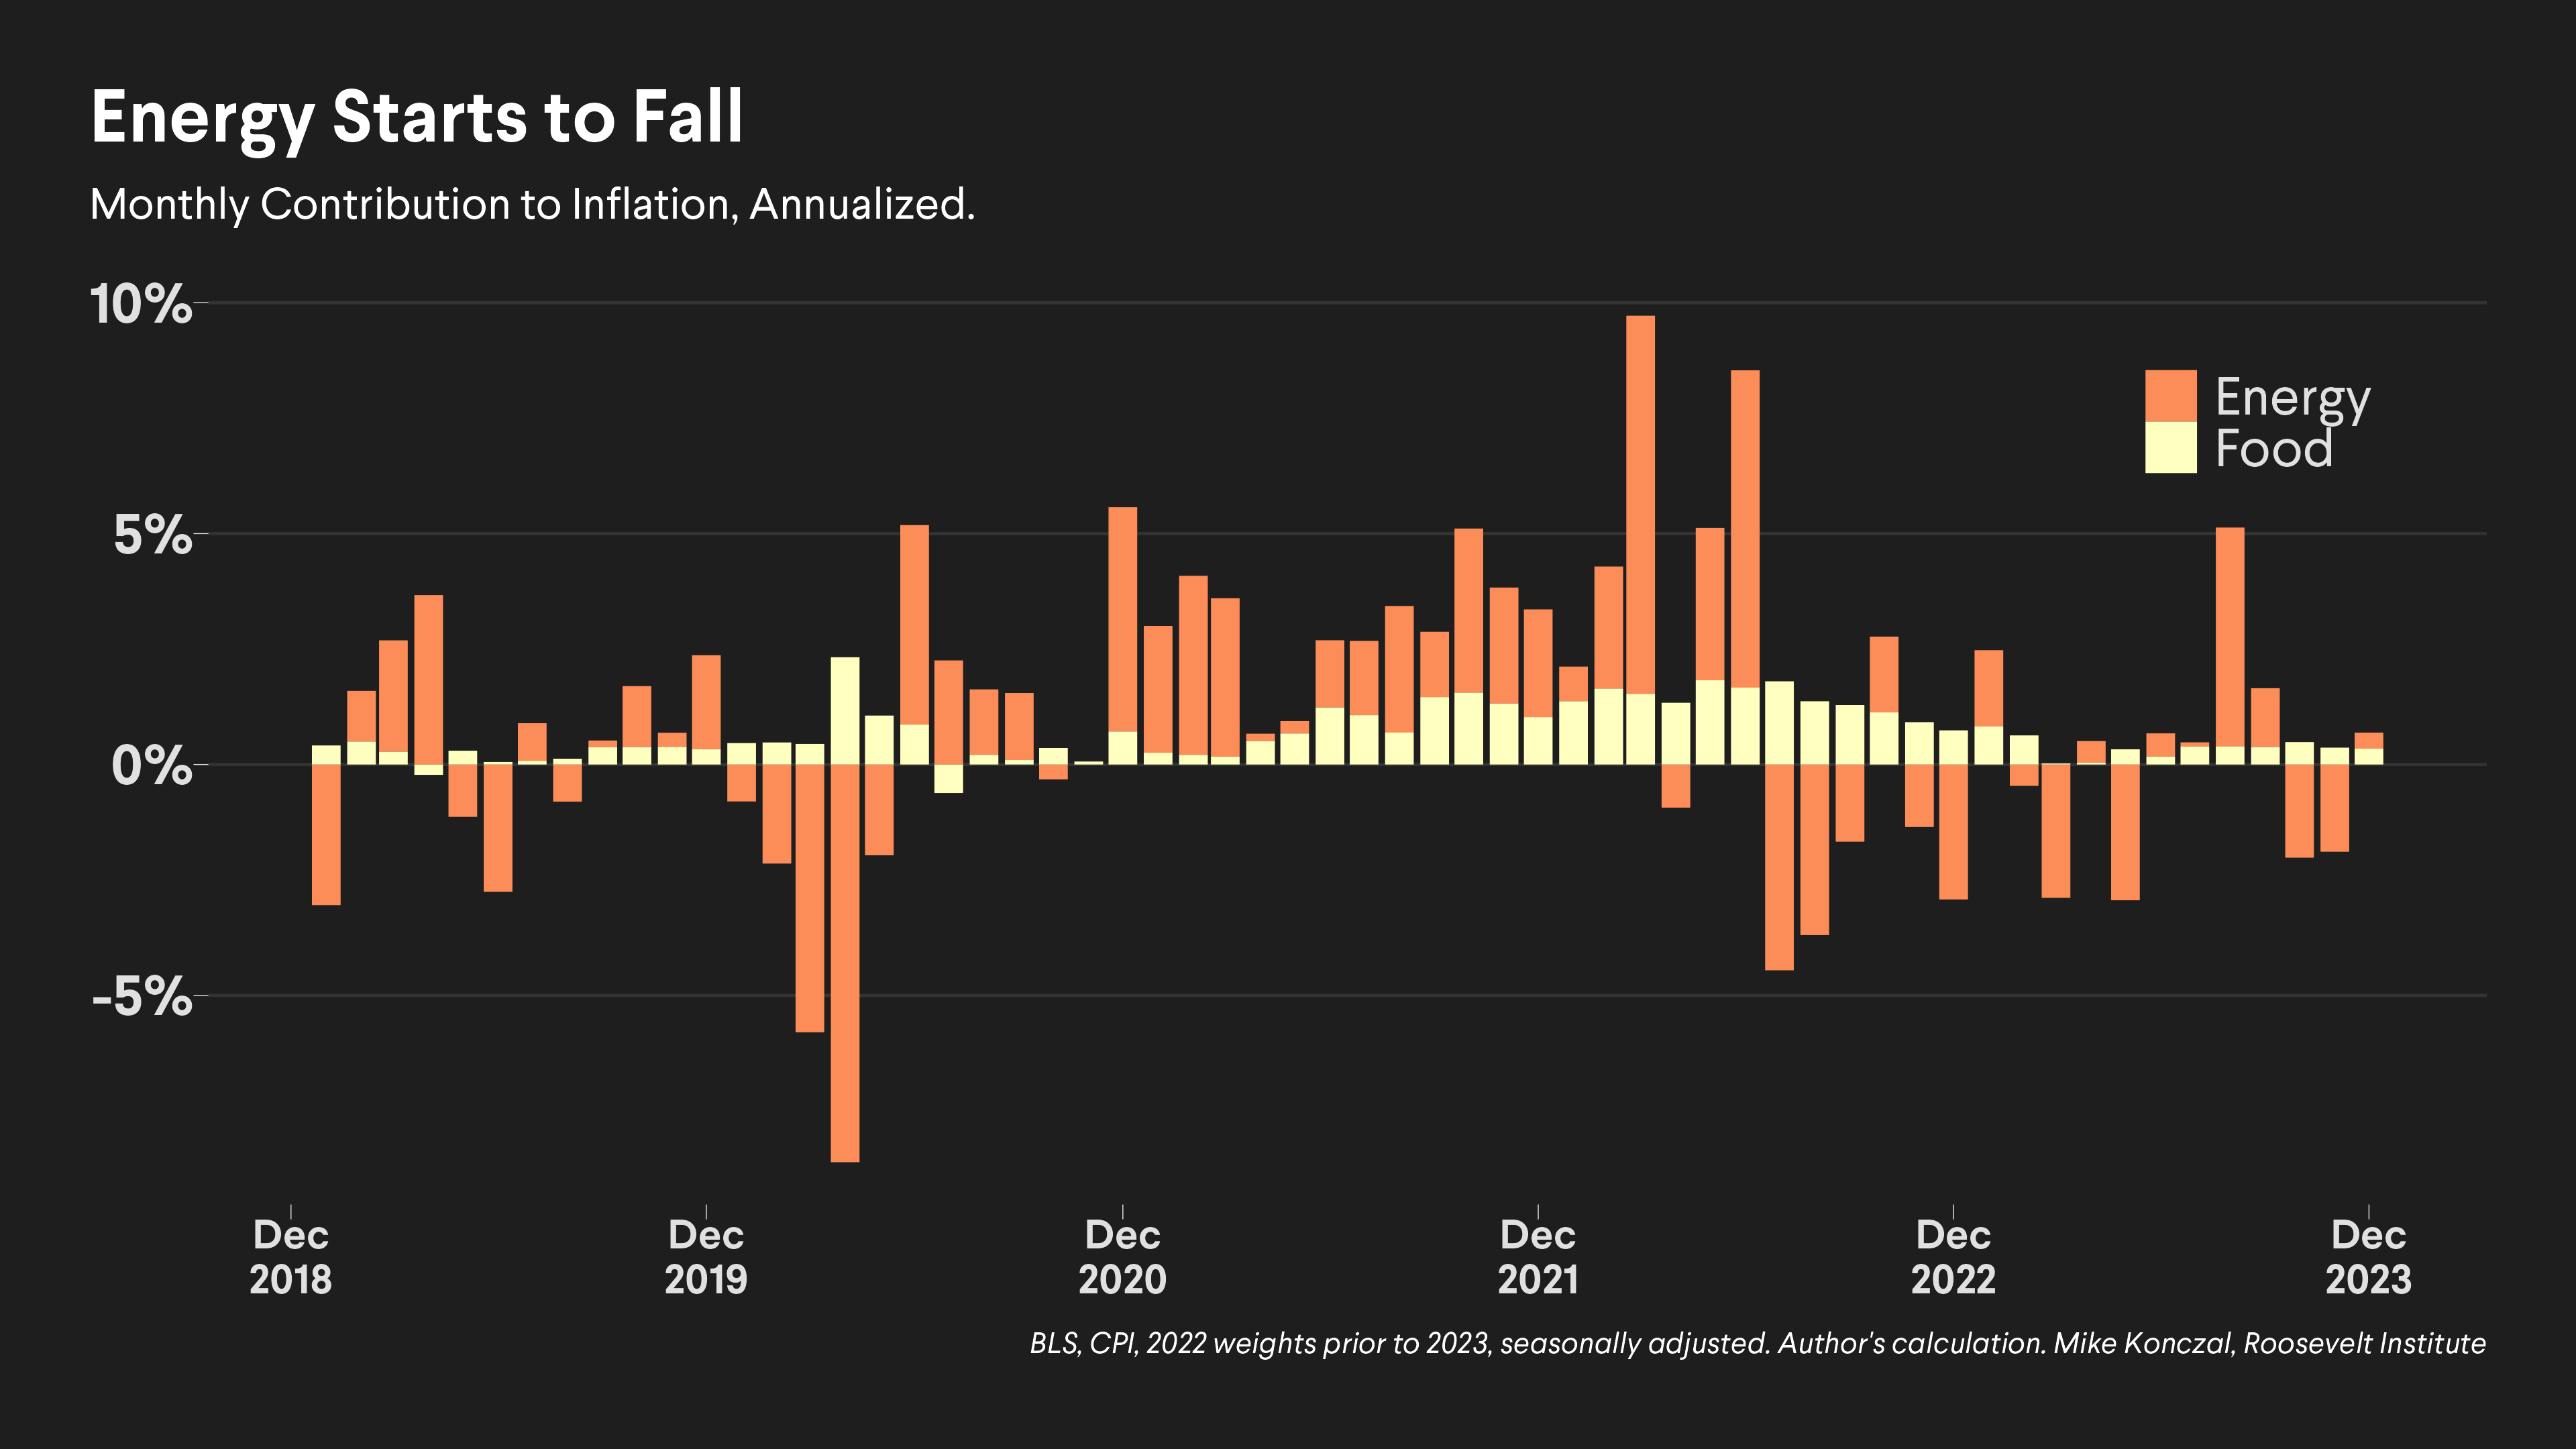 Energy Starts to Fall
Monthly Contribution to Inflation, Annualized.
10%
5%
0%
-5%
Energy
Food
Dec
2018
Dec
2019
Dec
2020
Dec
2021
Dec
2022
Dec
2023
BLS, CPI, 2022 weights prior to 2023, seasonally adjusted. Author's calculation. Mike Konczal, Roosevelt Institute